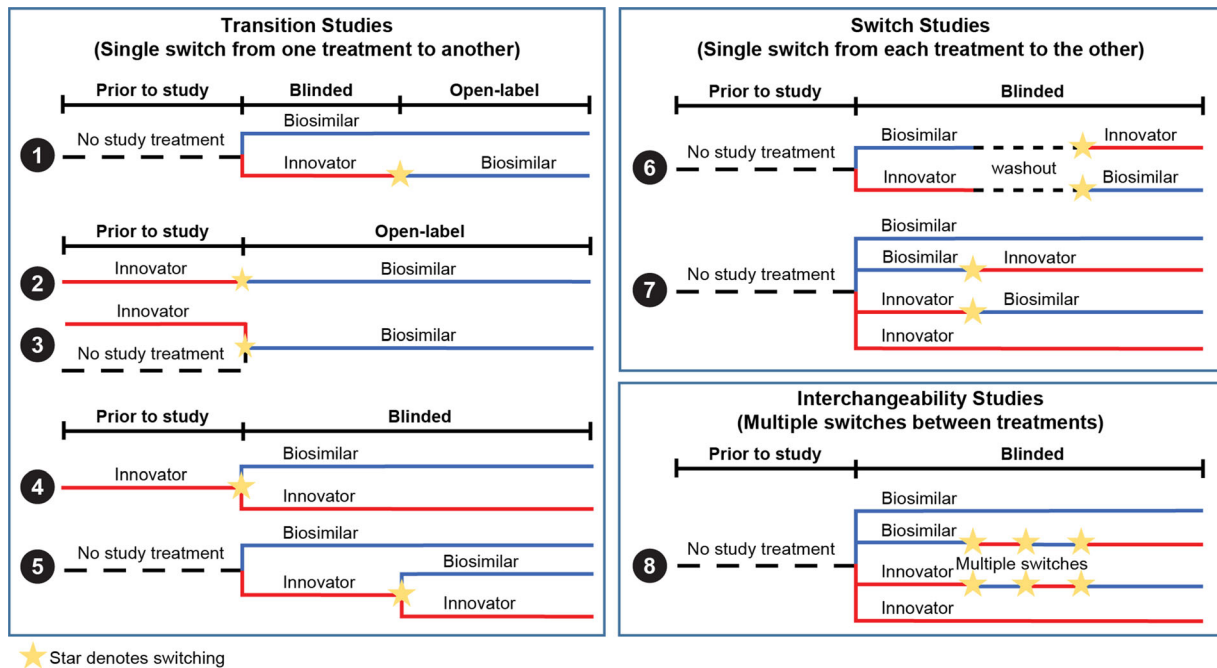 Transition Studies
(Single switch from one treatment to another)
Prior to study Blinded Open-label
1
No study treatment
Biosimilar
Innovator Biosimilar
Prior to study Open-label
2
Innovator Biosimilar
3
Innovator
No study treatment
Biosimilar
Prior to study Blinded
4
Innovator
Biosimilar
Innovator
5
No study treatment
Biosimilar
Innovator
Biosimilar
Innovator
Star denotes switching
Switch Studies
(Single switch from each treatment to the other)
Prior to study Blinded
6
No study treatment
Biosimilar Innovator
washout
Innovator Biosimilar
7
No study treatment
Biosimilar
Biosimilar Innovator
Innovator Biosimilar
Innovator
Interchangeability Studies
(Multiple switches between treatments)
Prior to study Blinded
8
No study treatment
Biosimilar
Biosimilar
Multiple switches
Innovator
Innovator